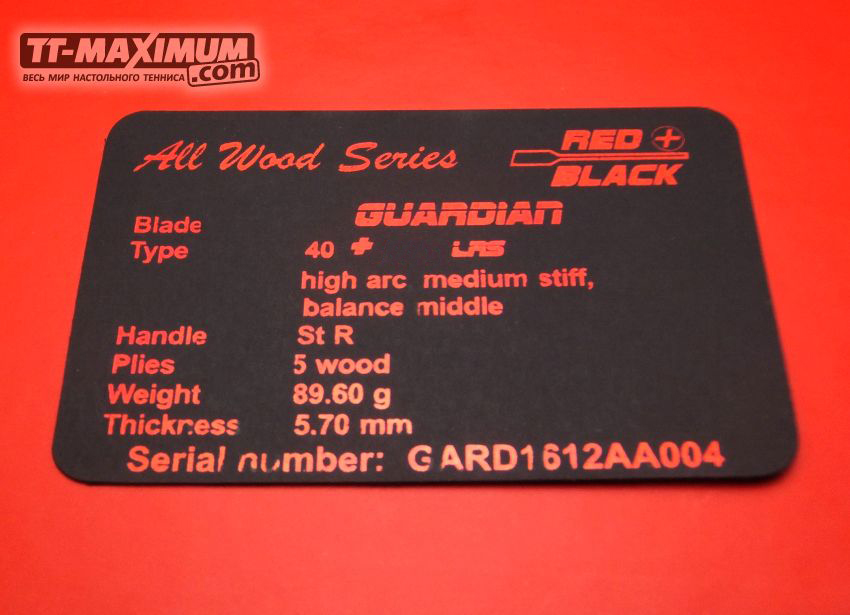 TT-MAXIMUM
.com
ВЕСЬ МИР НАСТОЛЬНОГО ТЕННИСА
All Wood Series
RED
BLACK
Blade GUARDIAN
Type 40 + LRS
high arc medium stiff,
balance middle
Handle St R
Plies 5 wood
Weight 89.60 g
Thickness 5.70 mm
Serial number: GARD1612AA004